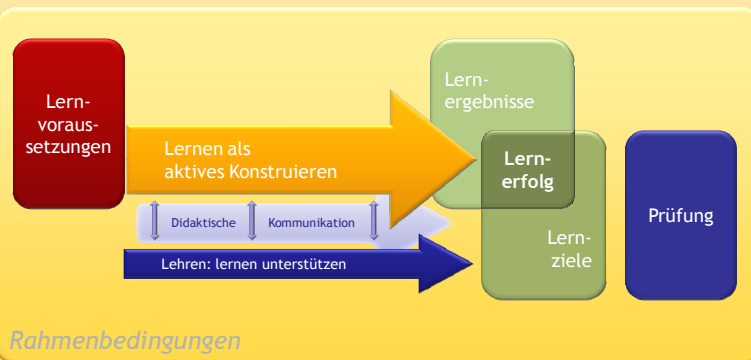 Lern-
voraus-
setzungen
Lernen als
aktives Konstruieren
Didaktische
Kommunikation
Lehren: lernen unterstützen
Lern-
ergebnisse
Lern-
erfolg
Lern-
ziele
Prüfung
Rahmenbedingungen